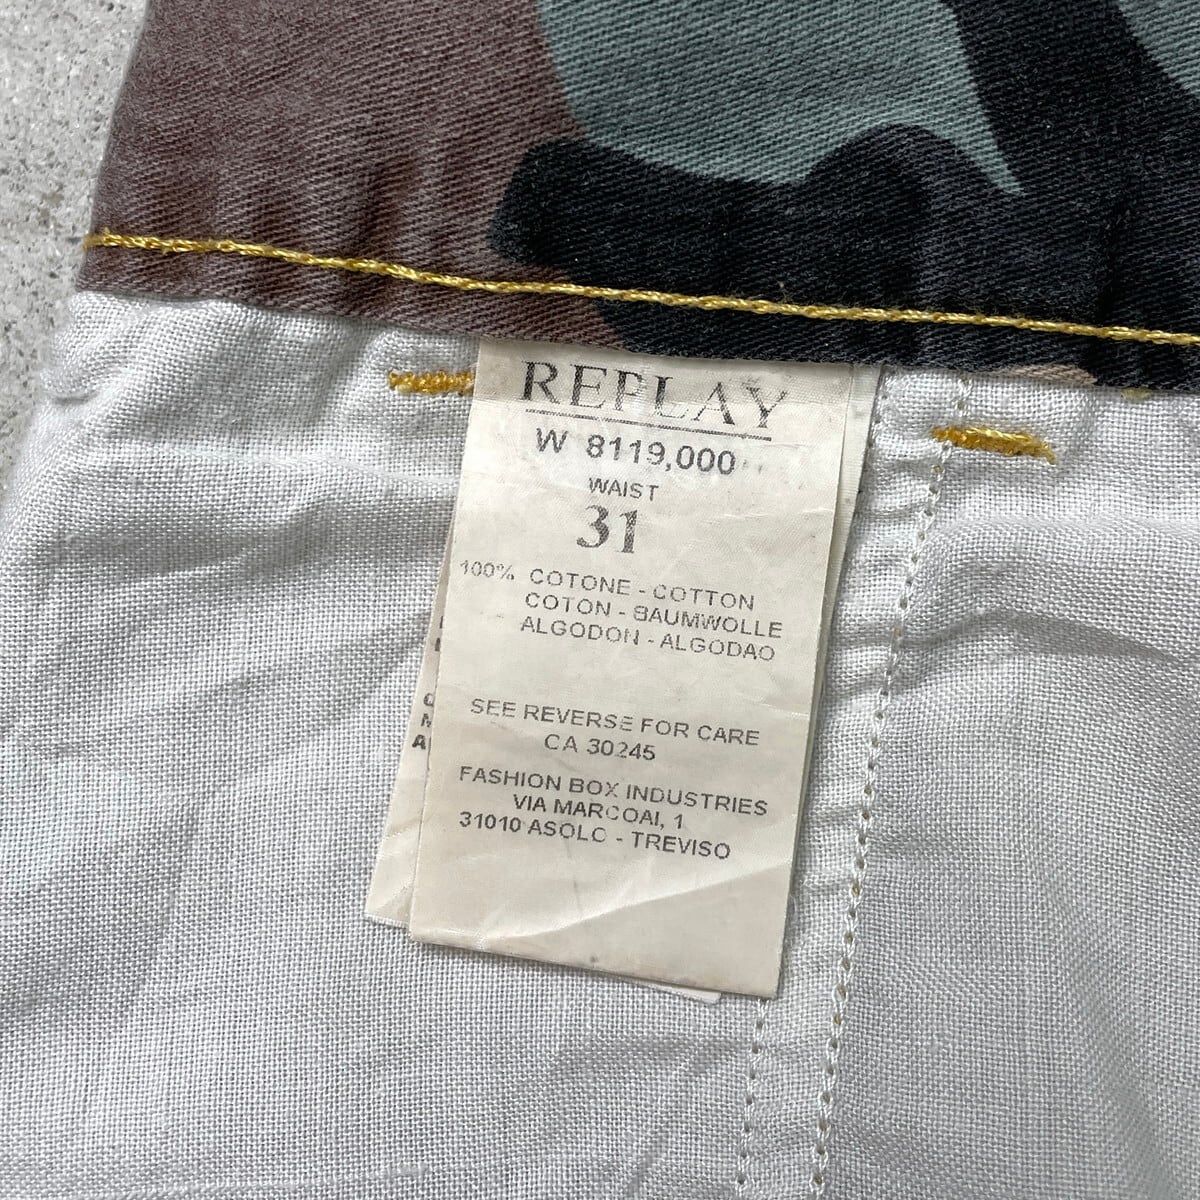 REPLAY
W 8119,000
WAIST
31
100% COTONE - COTTON
COTON - BAUMWOLLE
ALGODON - ALGODAO
SEE REVERSE FOR CARE
CA 30245
FASHION BOX INDUSTRIES
VIA MARCOAI, 1
31010 ASOLO - TREVISO